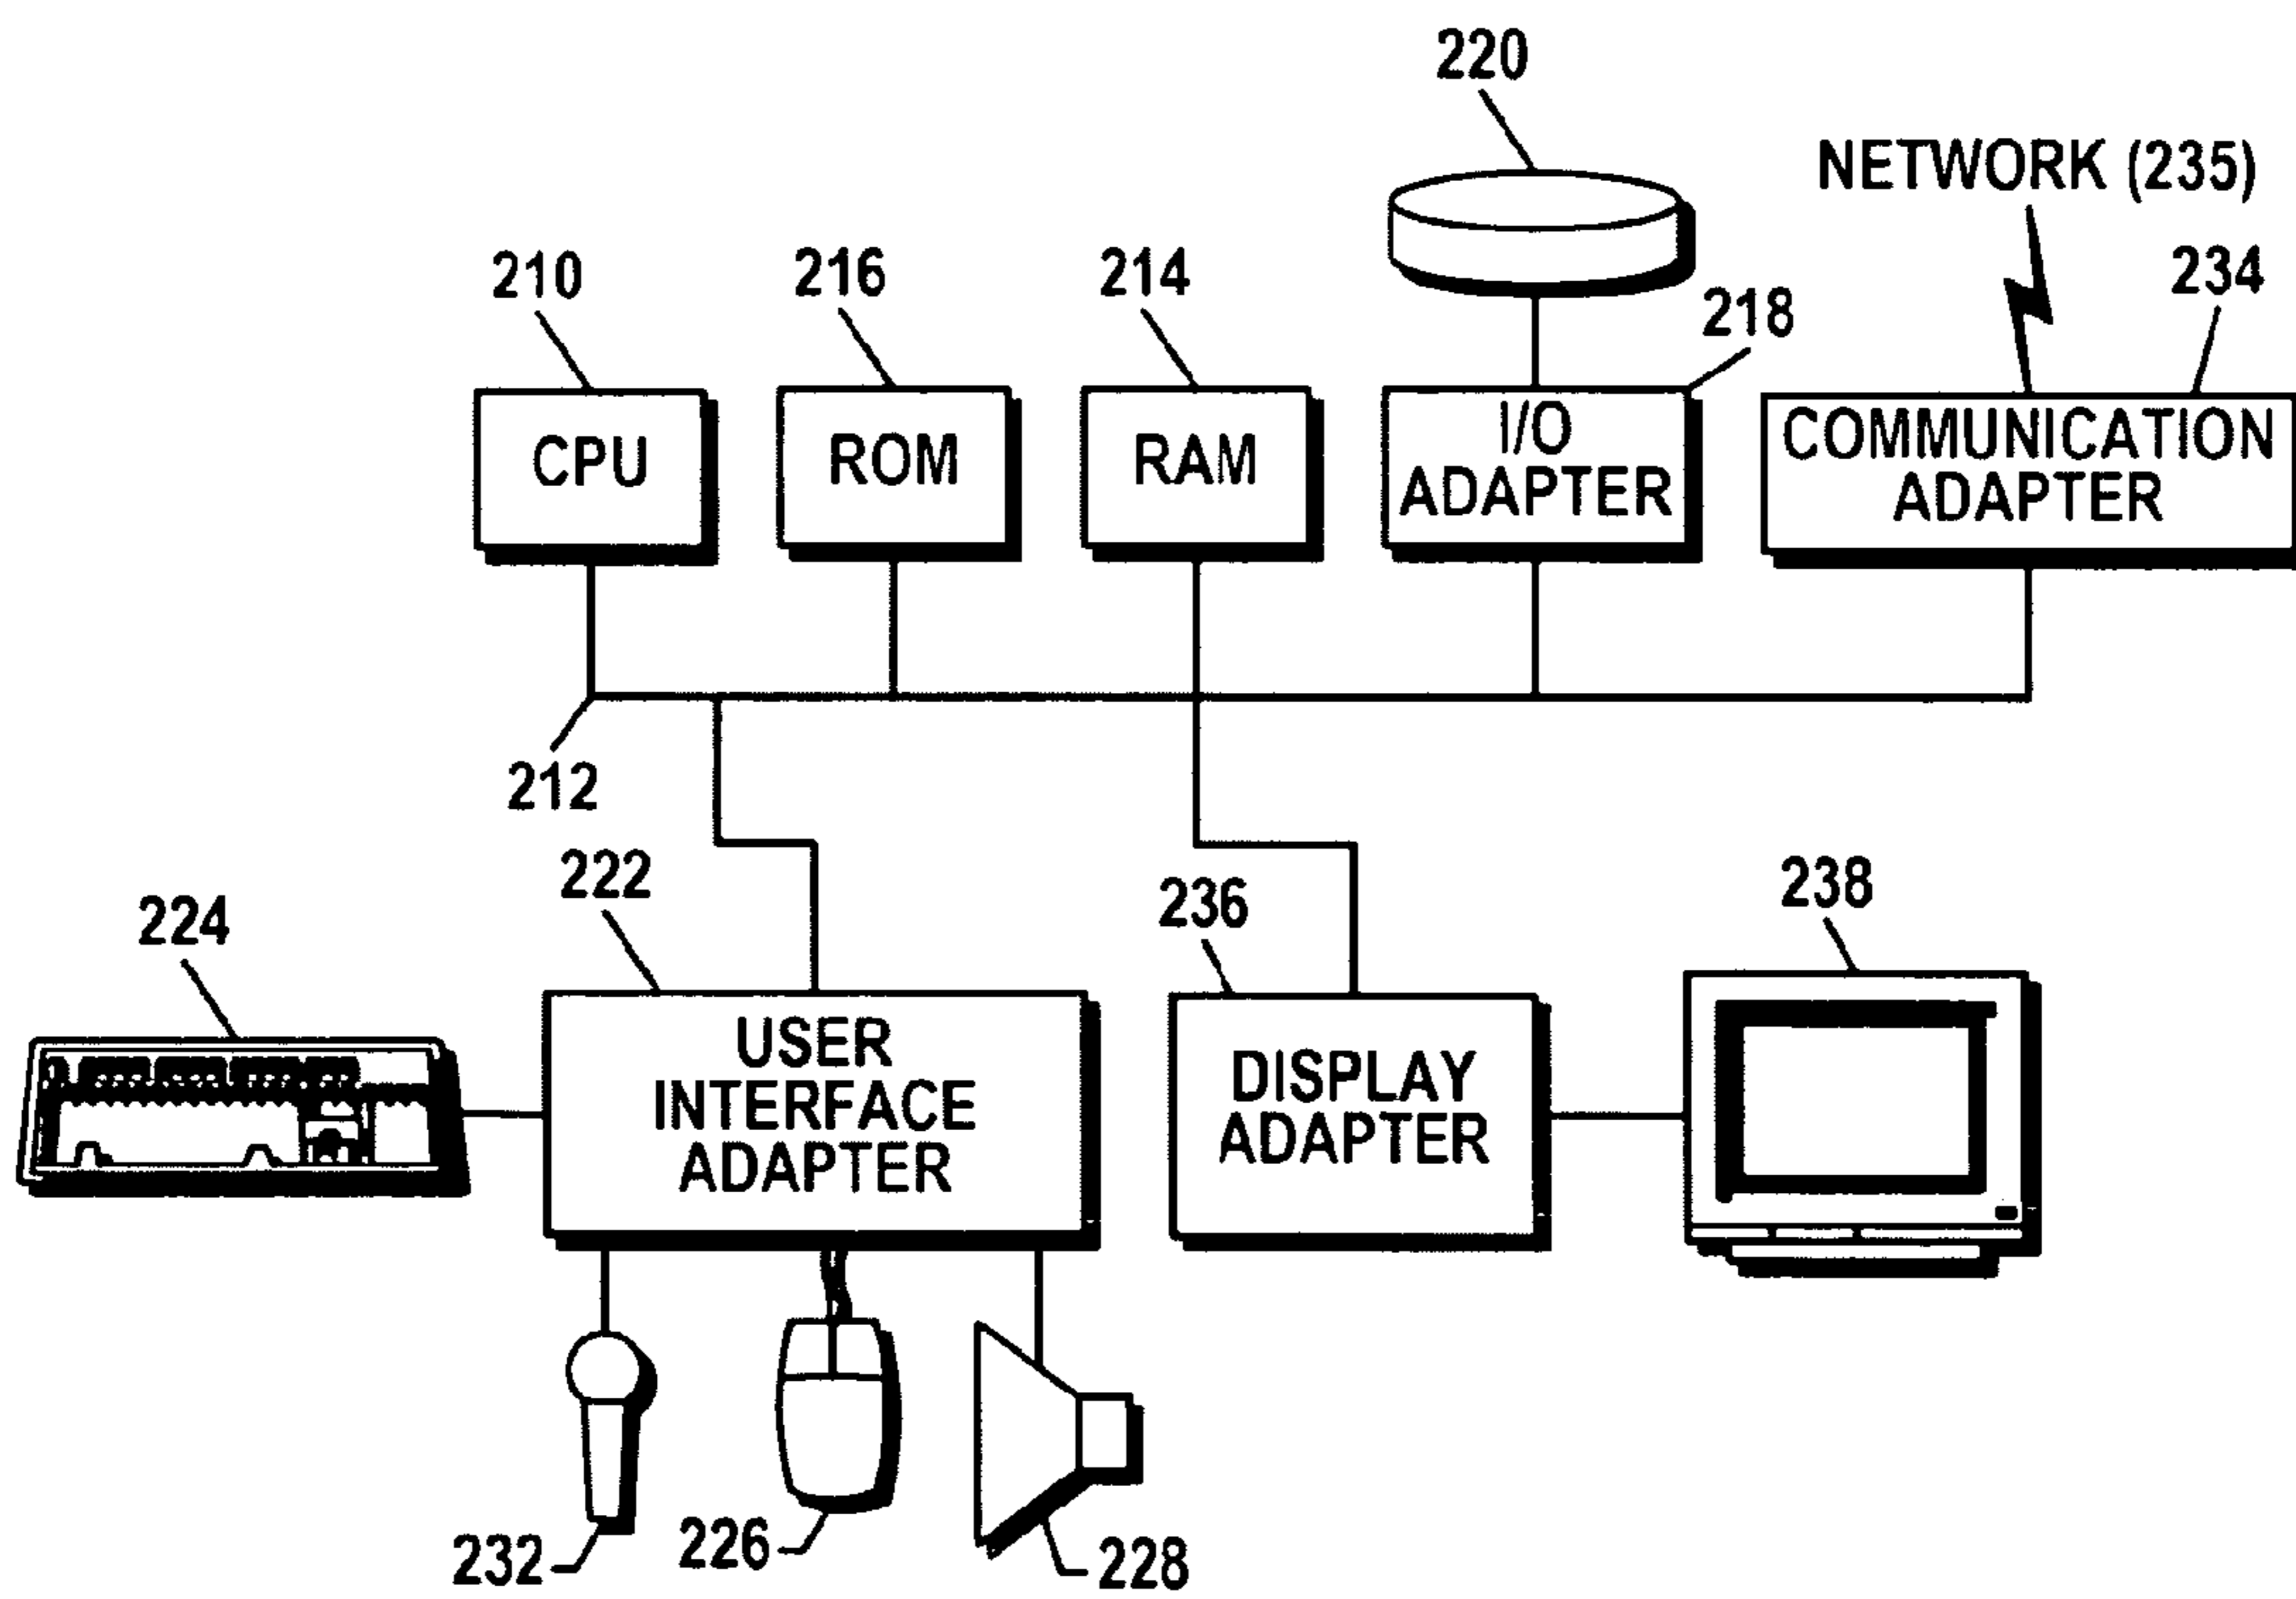 220
NETWORK (235)
210
216
214
218
234
CPU
ROM
RAM
I/O
ADAPTER
COMMUNICATION
ADAPTER
212
222
236
238
224
USER
INTERFACE
ADAPTER
DISPLAY
ADAPTER
232
226
228